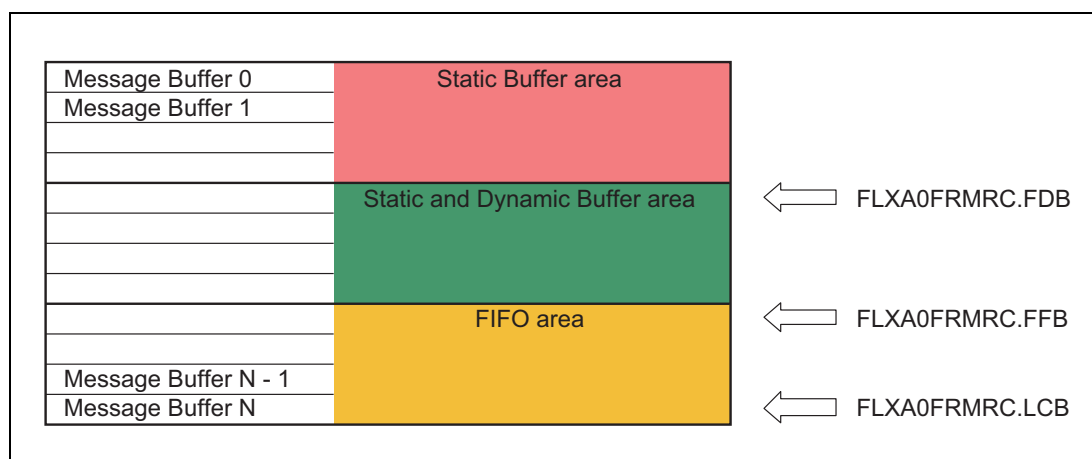 Message Buffer 0
Static Buffer area
Message Buffer 1
Static and Dynamic Buffer area
FLXA0FRMRC.FDB
FIFO area
FLXA0FRMRC.FFB
Message Buffer N - 1
Message Buffer N
FLXA0FRMRC.LCB